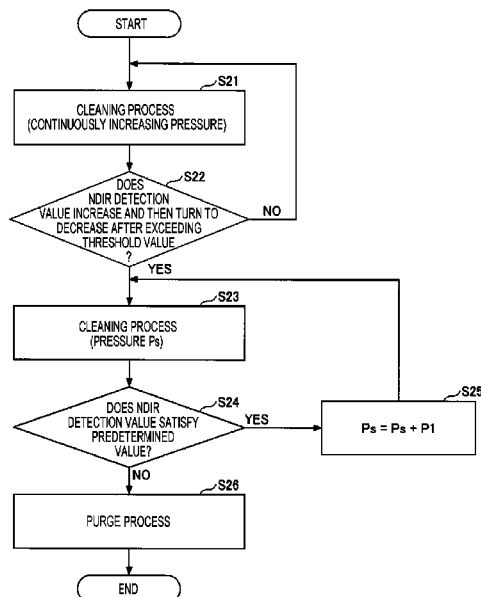 START
S21
CLEANING PROCESS
(CONTINUOUSLY INCREASING PRESSURE)
S22
DOES
NDIR DETECTION
VALUE INCREASE AND THEN TURN TO
DECREASE AFTER EXCEEDING
THRESHOLD VALUE
?
NO
YES
S23
CLEANING PROCESS
(PRESSURE Ps)
S24
DOES NDIR
DETECTION VALUE SATISFY
PREDETERMINED
VALUE?
YES
S25
Ps = Ps + P1
NO
S26
PURGE PROCESS
END